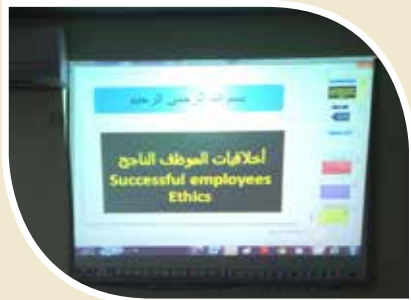 بسم الله الرحمن الرحيم
أخلاقيات الموظف الناجح
Successful employees
Ethics